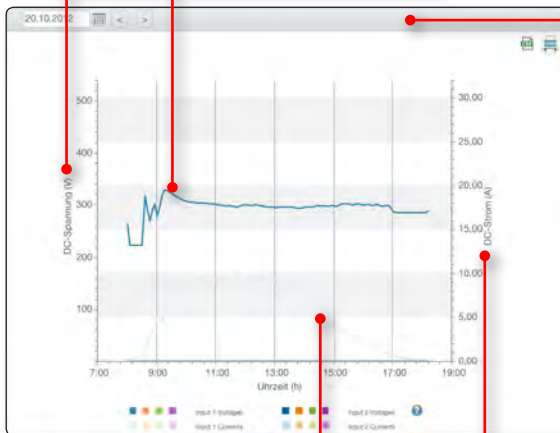 20.10.2012 < >
500
400
300
200
100
DC-Spannung (V)
30,00
25,00
20,00
15,00
10,00
5,00
0,00
DC-Strom (A)
7:00 9:00 11:00 13:00 15:00 17:00 19:00
Uhrzeit (h)
Input 1 Voltages Input 2 Voltages ?
Input 1 Currents Input 2 Currents